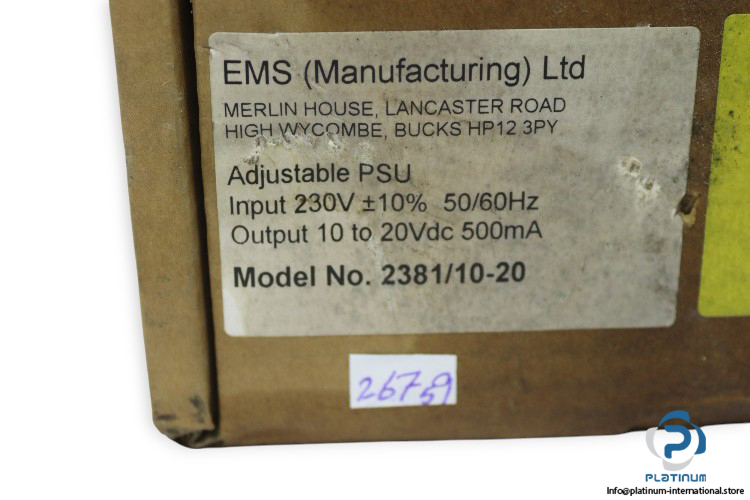 EMS (Manufacturing) Ltd
MERLIN HOUSE, LANCASTER ROAD
HIGH WYCOMBE, BUCKS HP12 3PY
Adjustable PSU
Input 230V ±10% 50/60Hz
Output 10 to 20Vdc 500mA
Model No. 2381/10-20
26759
PLATINUM
Info@platinum-international.store